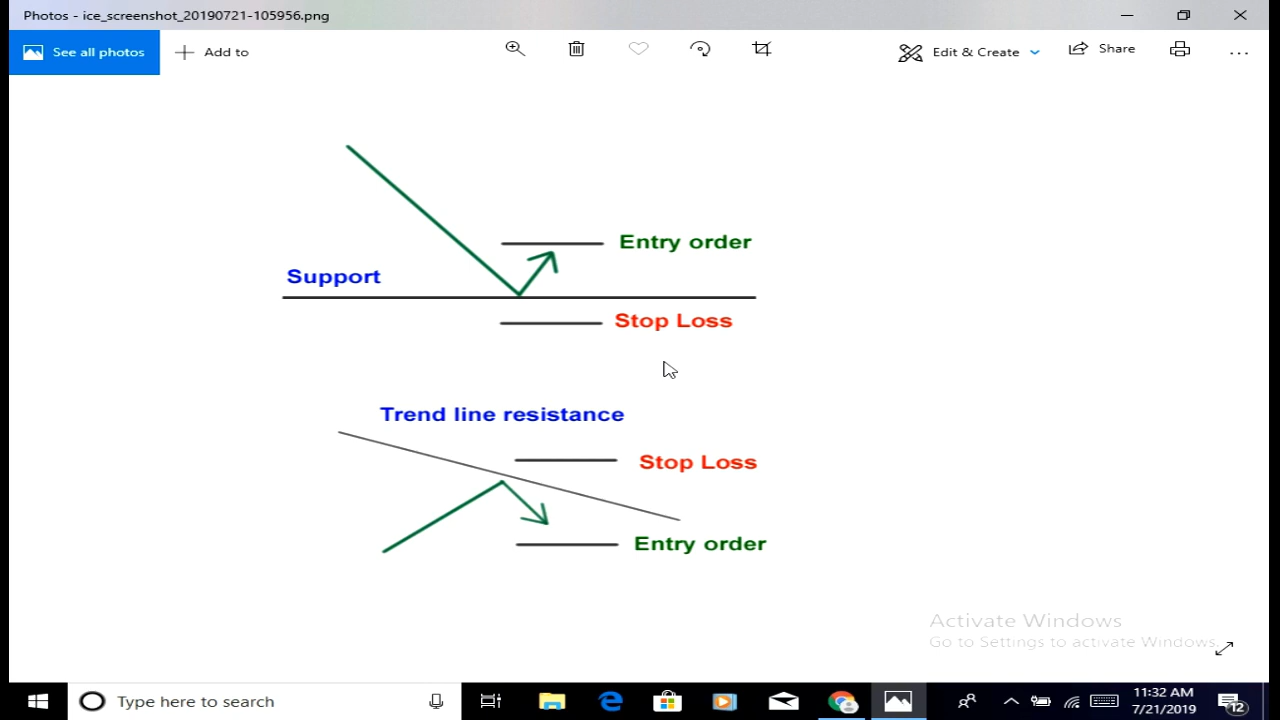 Photos - ice_screenshot_20190721-105956.png
See all photos
Add to
Edit & Create
Share
Entry order
Support
Stop Loss
Trend line resistance
Stop Loss
Entry order
Activate Windows
Go to Settings to activate Windows.
Type here to search
11:32 AM
7/21/2019
12